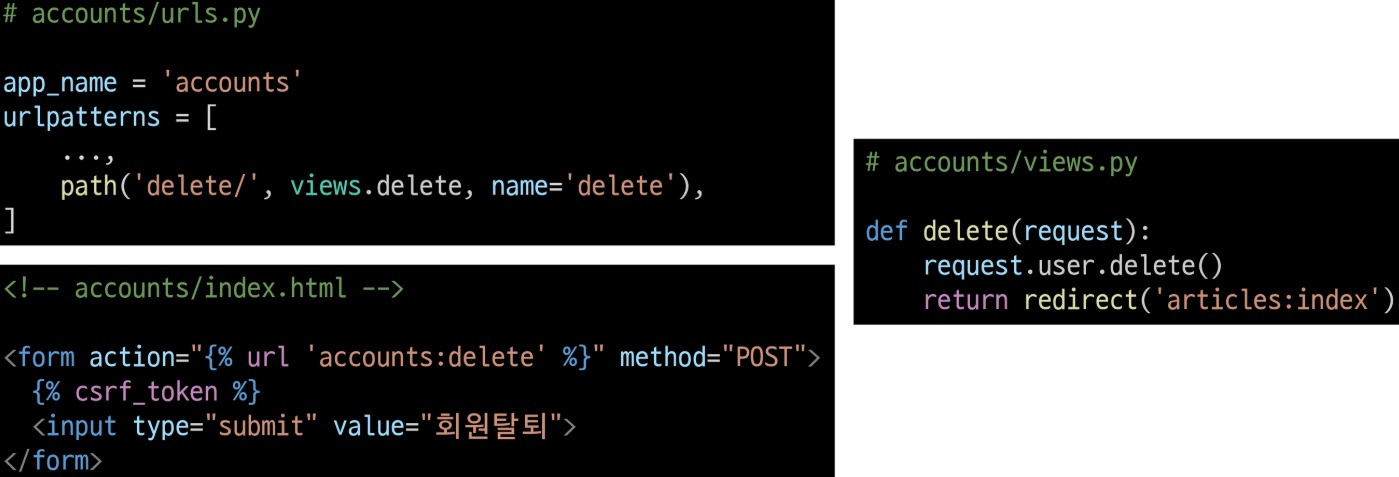 # accounts/urls.py
app_name = 'accounts'
urlpatterns = [
    ...,
    path('delete/', views.delete, name='delete'),
]
<!-- accounts/index.html -->
<form action="{% url 'accounts:delete' %}" method="POST">
  {% csrf_token %}
  <input type="submit" value="회원탈퇴">
</form>
# accounts/views.py
def delete(request):
    request.user.delete()
    return redirect('articles:index')